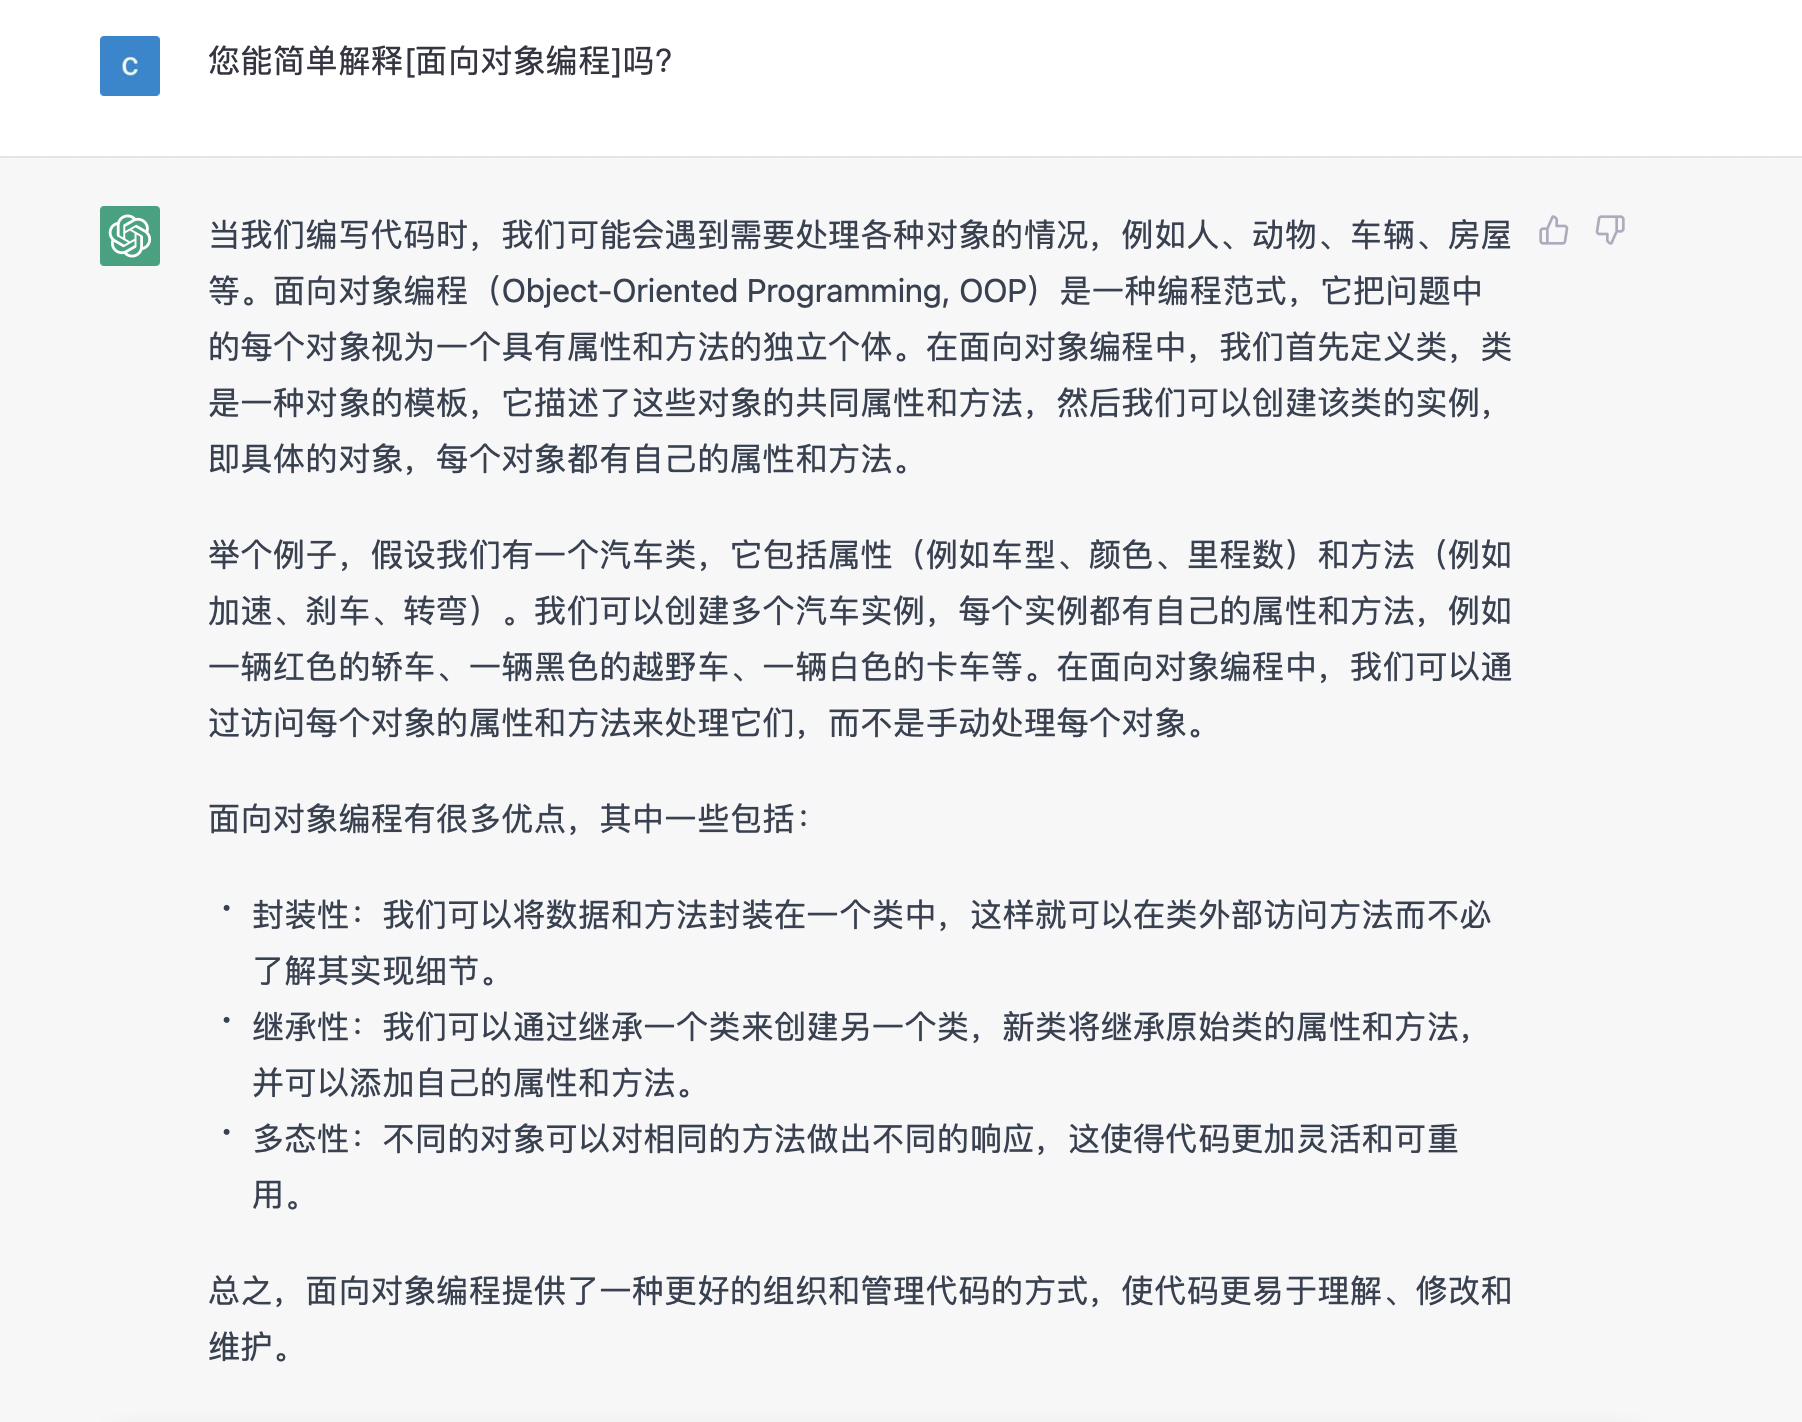 C
您能简单解释[面向对象编程]吗？
当我们编写代码时，我们可能会遇到需要处理各种对象的情况，例如人、动物、车辆、房屋
等。面向对象编程（Object-Oriented Programming, OOP）是一种编程范式，它把问题中
的每个对象视为一个具有属性和方法的独立个体。在面向对象编程中，我们首先定义类，类
是一种对象的模板，它描述了这些对象的共同属性和方法，然后我们可以创建该类的实例，
即具体的对象，每个对象都有自己的属性和方法。
举个例子，假设我们有一个汽车类，它包括属性（例如车型、颜色、里程数）和方法（例如
加速、刹车、转弯）。我们可以创建多个汽车实例，每个实例都有自己的属性和方法，例如
一辆红色的轿车、一辆黑色的越野车、一辆白色的卡车等。在面向对象编程中，我们可以通
过访问每个对象的属性和方法来处理它们，而不是手动处理每个对象。
面向对象编程有很多优点，其中一些包括：
• 封装性：我们可以将数据和方法封装在一个类中，这样就可以在类外部访问方法而不必
了解其实现细节。
• 继承性：我们可以通过继承一个类来创建另一个类，新类将继承原始类的属性和方法，
并可以添加自己的属性和方法。
• 多态性：不同的对象可以对相同的方法做出不同的响应，这使得代码更加灵活和可重
用。
总之，面向对象编程提供了一种更好的组织和管理代码的方式，使代码更易于理解、修改和
维护。